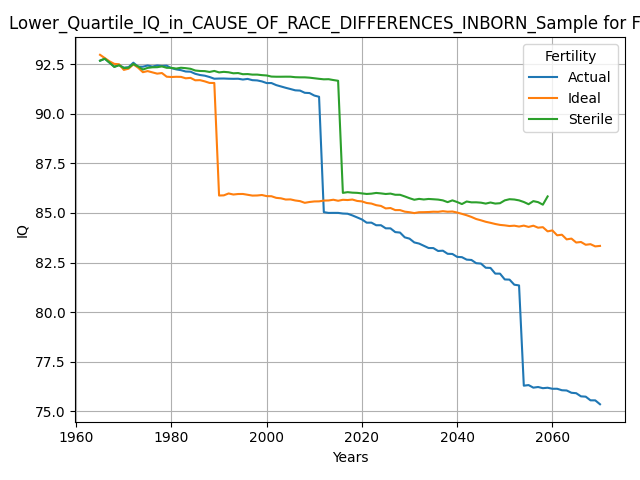 Lower_Quartile_IQ_in_CAUSE_OF_RACE_DIFFERENCES_INBORN_Sample for F
Fertility
Actual
Ideal
Sterile
92.5
90.0
87.5
85.0
82.5
80.0
77.5
75.0
IQ
1960
1980
2000
2020
2040
2060
Years